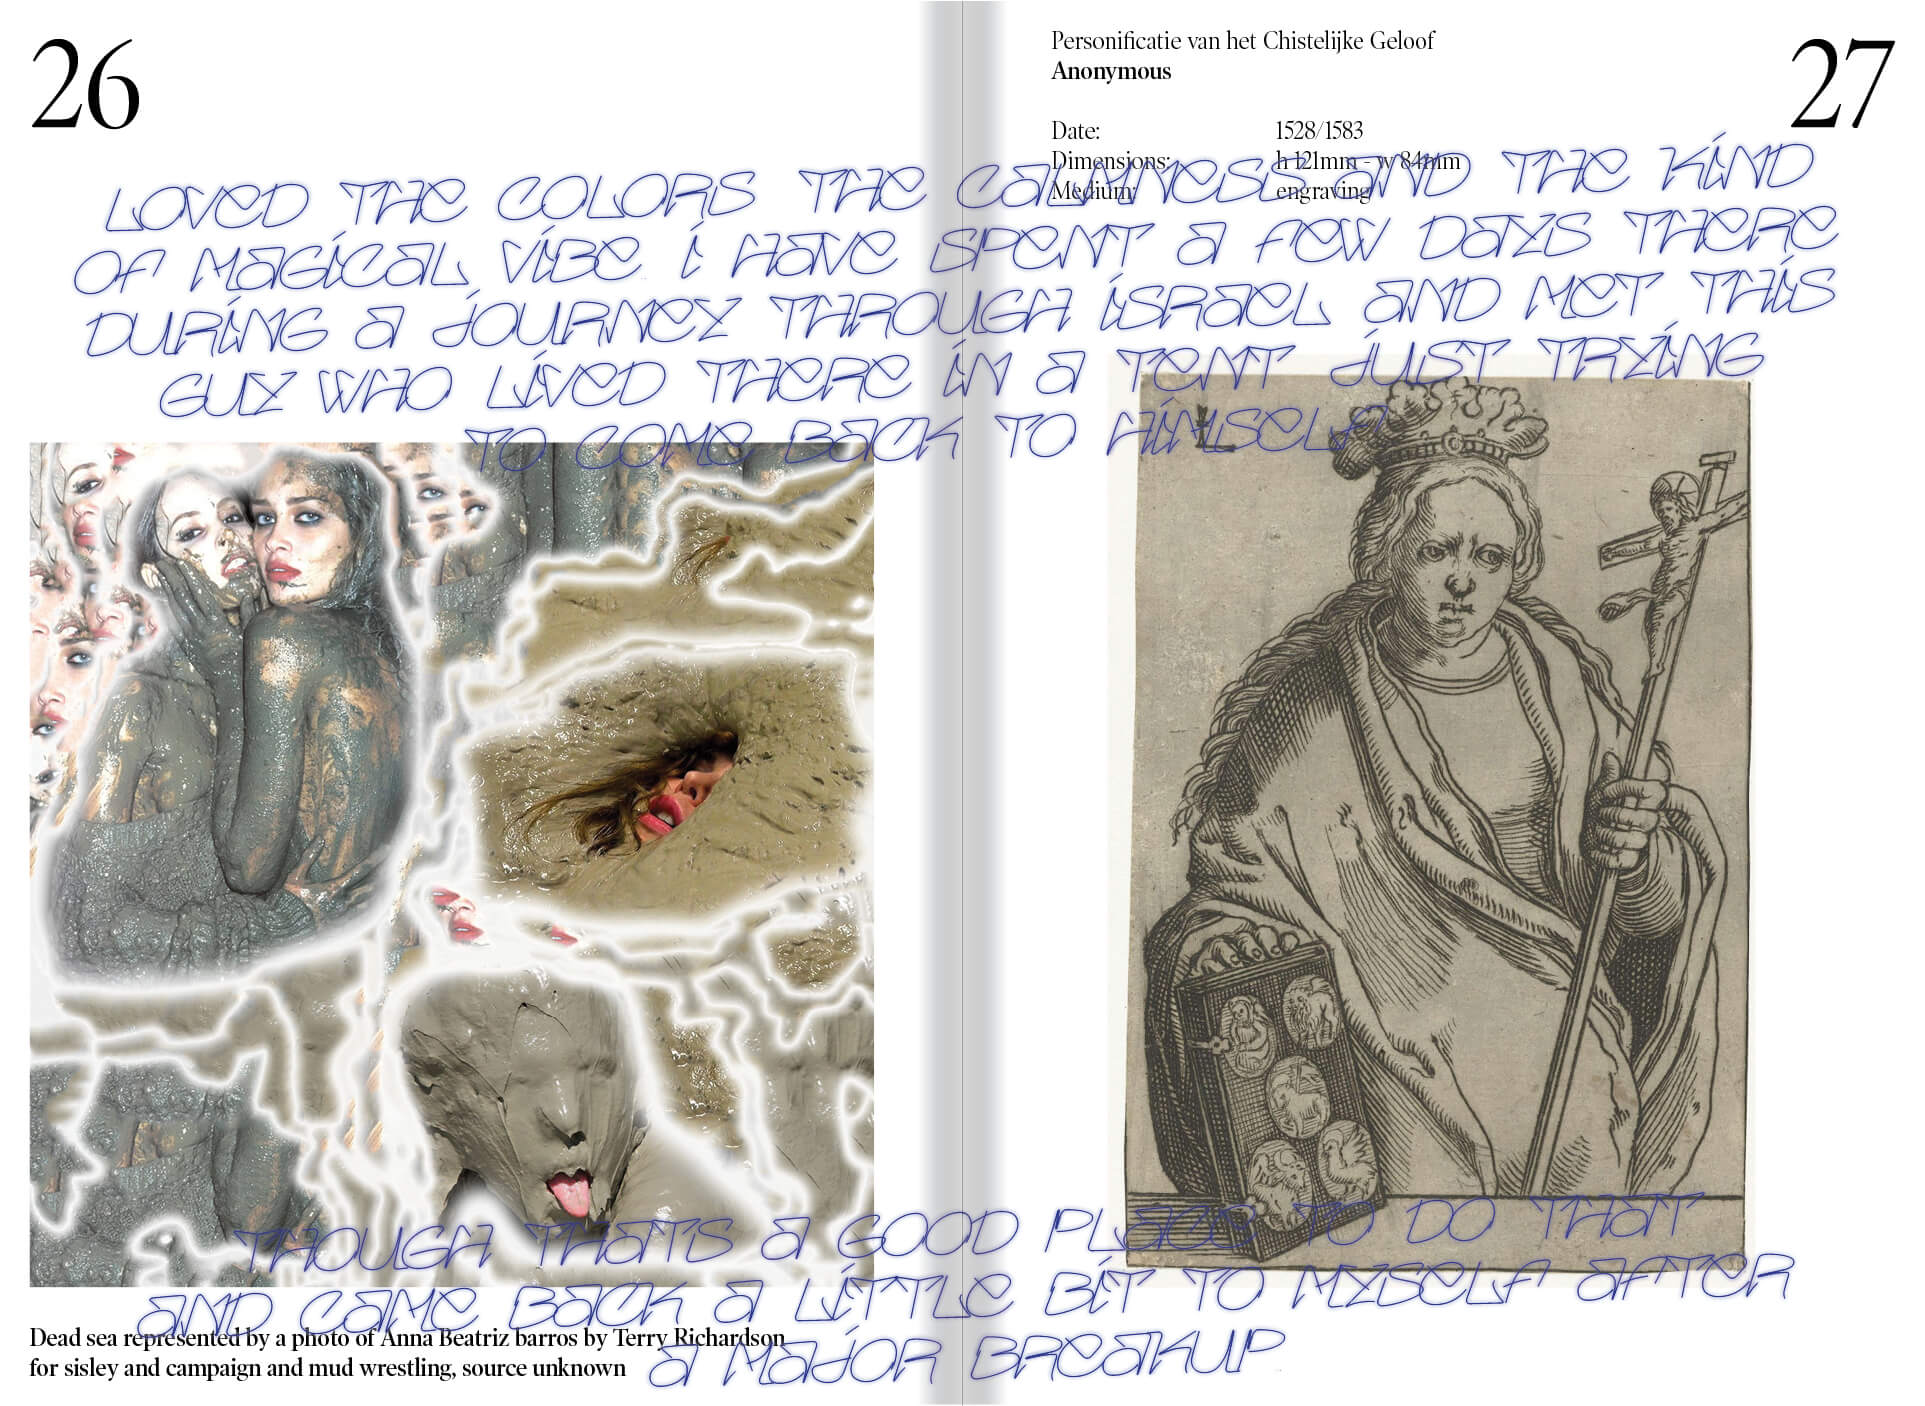 26
Personificatie van het Chistelijke Geloof
Anonymous
27
Date: 1528/1583
Dimensions: h 121mm - w 84mm
Medium: engraving
LOVED THE COLORS THE CALMNESS AND THE KIND
OF MAGICAL VIBE I HAVE SPENT A FEW DAYS THERE
DURING A JOURNEY THROUGH ISRAEL AND MET THIS
GUY WHO LIVED THERE IN A TENT JUST TRYING
TO COME BACK TO HIMSELF
THOUGH THATS A GOOD PLACE TO DO THAT
AND CAME BACK A LITTLE BIT TO MYSELF AFTER
A MAJOR BREAKUP
Dead sea represented by a photo of Anna Beatriz barros by Terry Richardson
for sisley and campaign and mud wrestling, source unknown